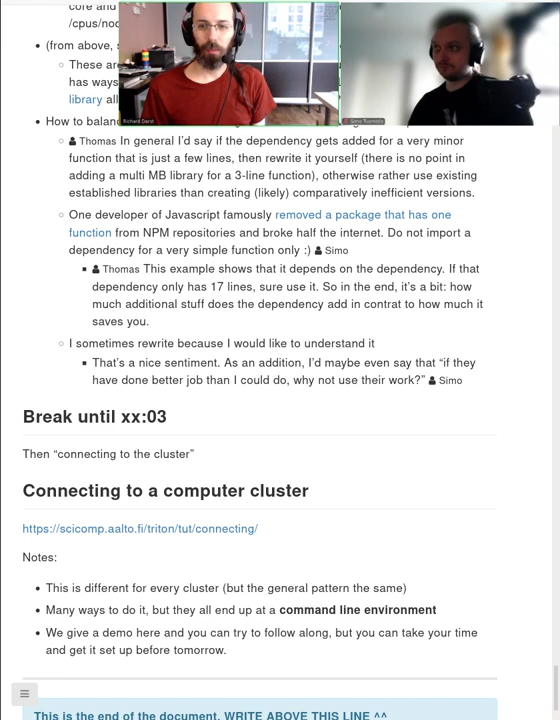 core and
/cpus/noc
(from above, s
These are
has ways
library all
Richard Darst
Simo Tuomisto
How to balanc
Thomas In general I’d say if the dependency gets added for a very minor
function that is just a few lines, then rewrite it yourself (there is no point in
adding a multi MB library for a 3-line function), otherwise rather use existing
established libraries than creating (likely) comparatively inefficient versions.
One developer of Javascript famously removed a package that has one
function from NPM repositories and broke half the internet. Do not import a
dependency for a very simple function only :) Simo
Thomas This example shows that it depends on the dependency. If that
dependency only has 17 lines, sure use it. So in the end, it’s a bit: how
much additional stuff does the dependency add in contrat to how much it
saves you.
I sometimes rewrite because I would like to understand it
That’s a nice sentiment. As an addition, I’d maybe even say that “if they
have done better job than I could do, why not use their work?” Simo
Break until xx:03
Then “connecting to the cluster”
Connecting to a computer cluster
https://scicomp.aalto.fi/triton/tut/connecting/
Notes:
This is different for every cluster (but the general pattern the same)
Many ways to do it, but they all end up at a command line environment
We give a demo here and you can try to follow along, but you can take your time
and get it set up before tomorrow.
This is the end of the document, WRITE ABOVE THIS LINE ^^